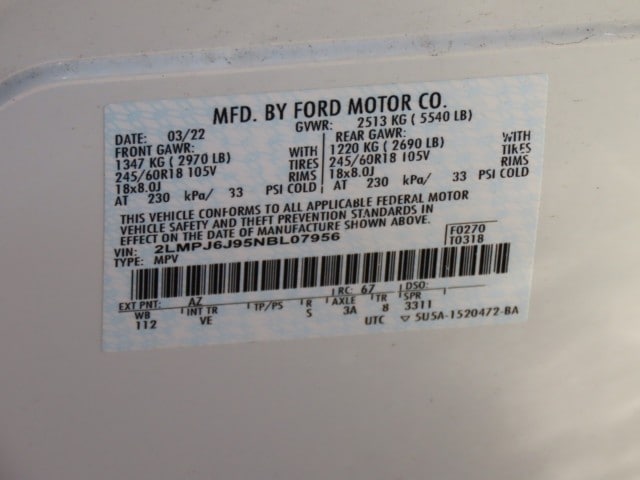 MFD. BY FORD MOTOR CO.
DATE: 03/22 GVWR: 2513 KG ( 5540 LB)
FRONT GAWR: REAR GAWR:
1347 KG ( 2970 LB) WITH 1220 KG ( 2690 LB) WITH
245/60R18 105V TIRES 245/60R18 105V TIRES
18x8.0J RIMS 18x8.0J RIMS
AT 230 kPa/ 33 PSI COLD AT 230 kPa/ 33 PSI COLD
THIS VEHICLE CONFORMS TO ALL APPLICABLE FEDERAL MOTOR
VEHICLE SAFETY AND THEFT PREVENTION STANDARDS IN
EFFECT ON THE DATE OF MANUFACTURE SHOWN ABOVE.
VIN: 2LMPJ6J95NBL07956 F0270
TYPE: MPV T0318
EXT PNT: AZ RC: 67 DSO:
WB INT TR TP/PS R AXLE TR SPR
112 VE S 3A 8 3311
UTC 5U5A-1520472-BA